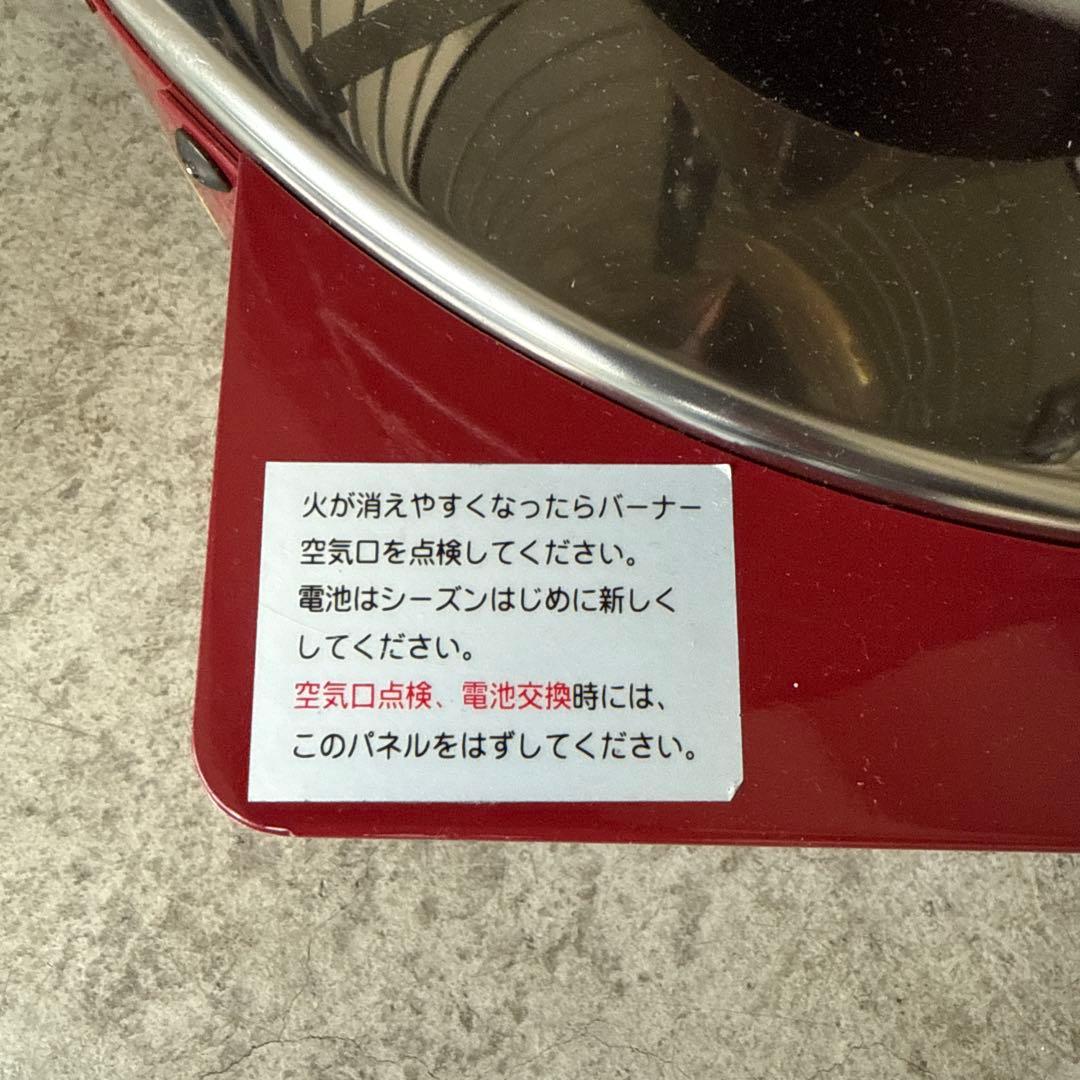 火が消えやすくなったらバーナー
空気口を点検してください。
電池はシーズンはじめに新しく
してください。
空気口点検、電池交換時には、
このパネルをはずしてください。